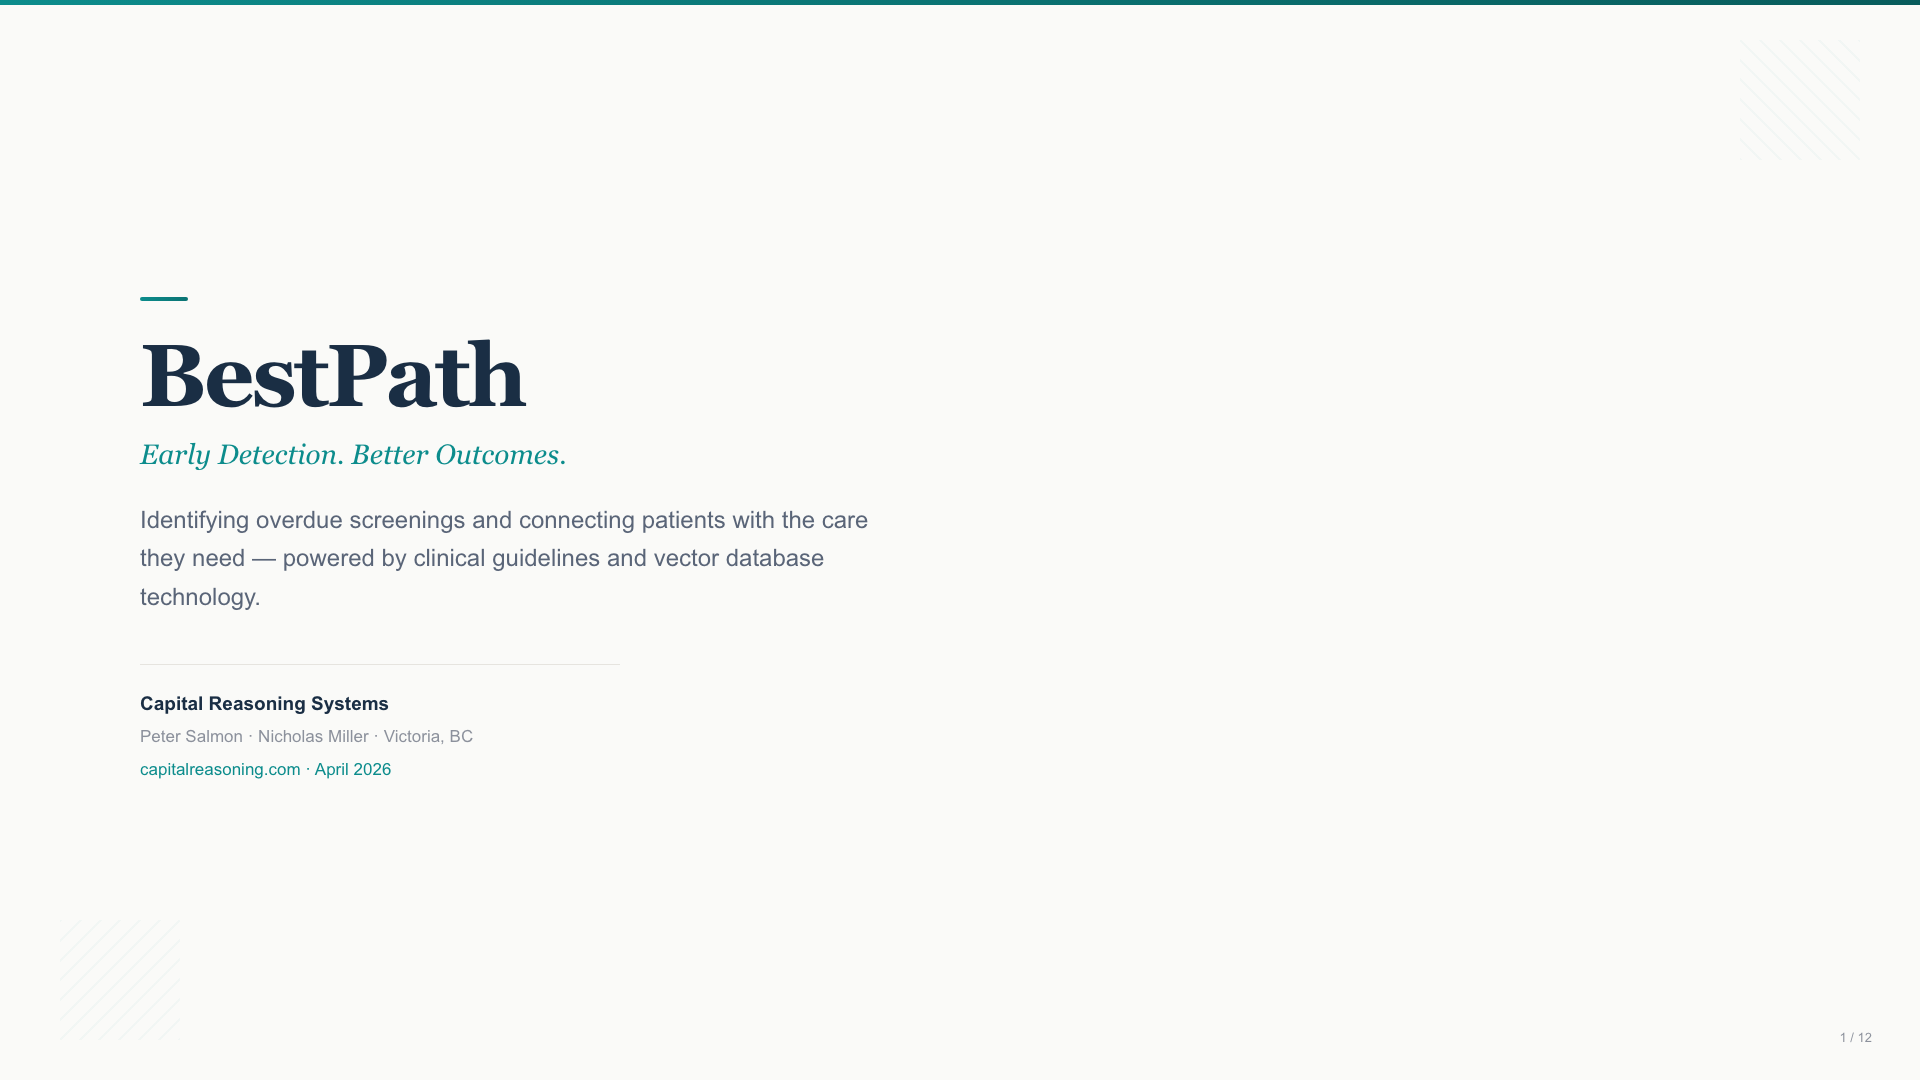 BestPath
Early Detection. Better Outcomes.
Identifying overdue screenings and connecting patients with the care
they need — powered by clinical guidelines and vector database
technology.
Capital Reasoning Systems
Peter Salmon · Nicholas Miller · Victoria, BC
capitalreasoning.com · April 2026
1 / 12